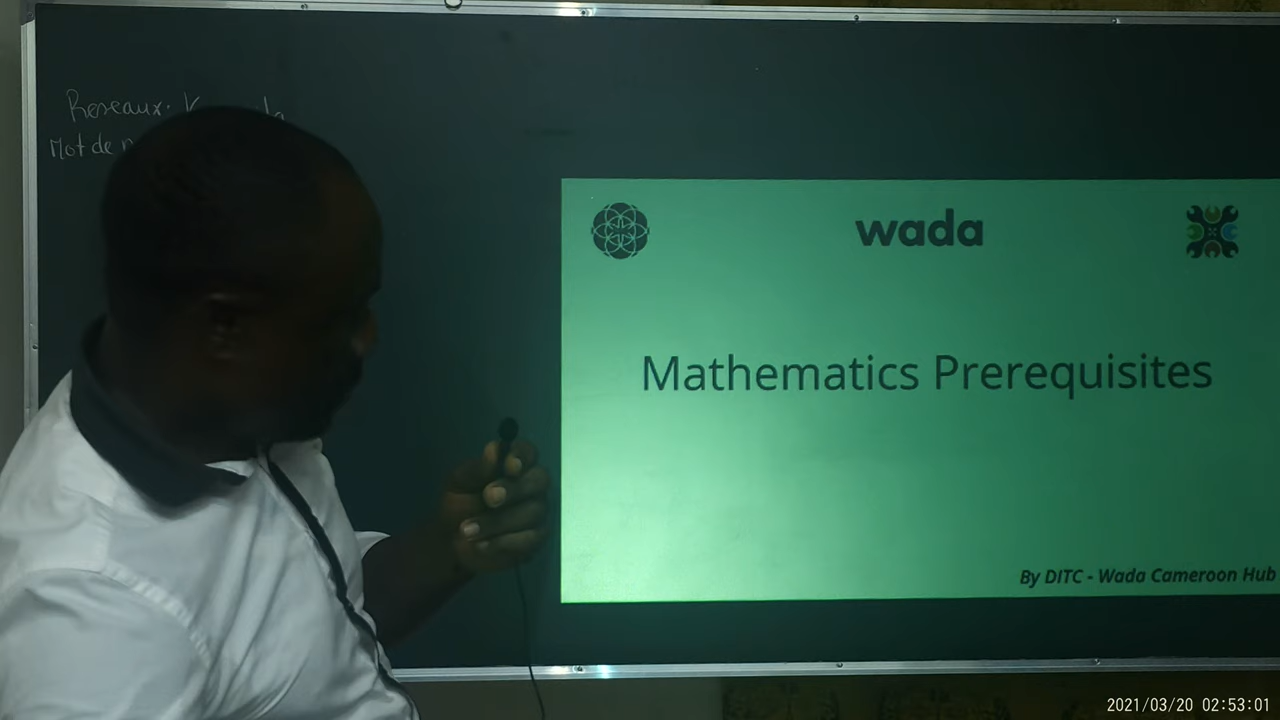 Reseaux:
Mot de
wada
Mathematics Prerequisites
By DITC - Wada Cameroon Hub
2021/03/20 02:53:01